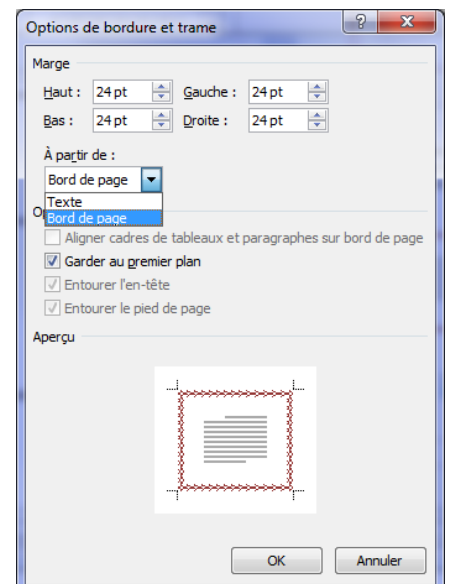 Options de bordure et trame
Marge
Haut : 24 pt Gauche : 24 pt
Bas : 24 pt Droite : 24 pt
À partir de :
Bord de page
Texte
Bord de page
Aligner cadres de tableaux et paragraphes sur bord de page
Garder au premier plan
Entourer l'en-tête
Entourer le pied de page
Aperçu
OK Annuler